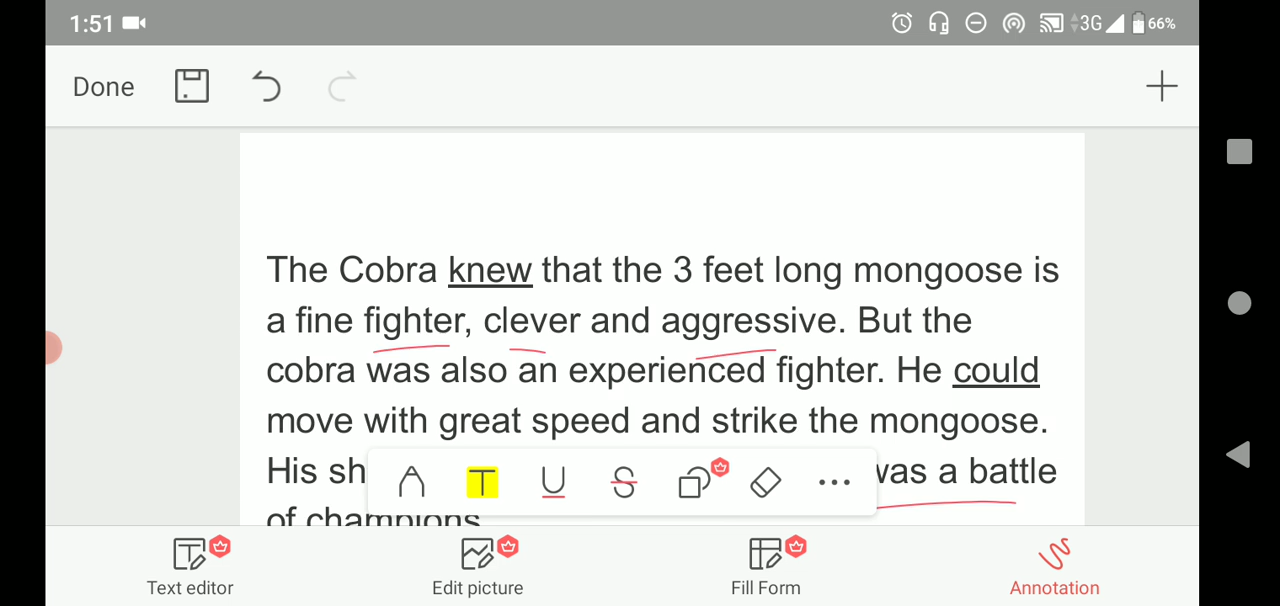 1:51 3G 66%
Done
The Cobra knew that the 3 feet long mongoose is
a fine fighter, clever and aggressive. But the
cobra was also an experienced fighter. He could
move with great speed and strike the mongoose.
His sh was a battle
of champions
T U S
Text editor Edit picture Fill Form Annotation